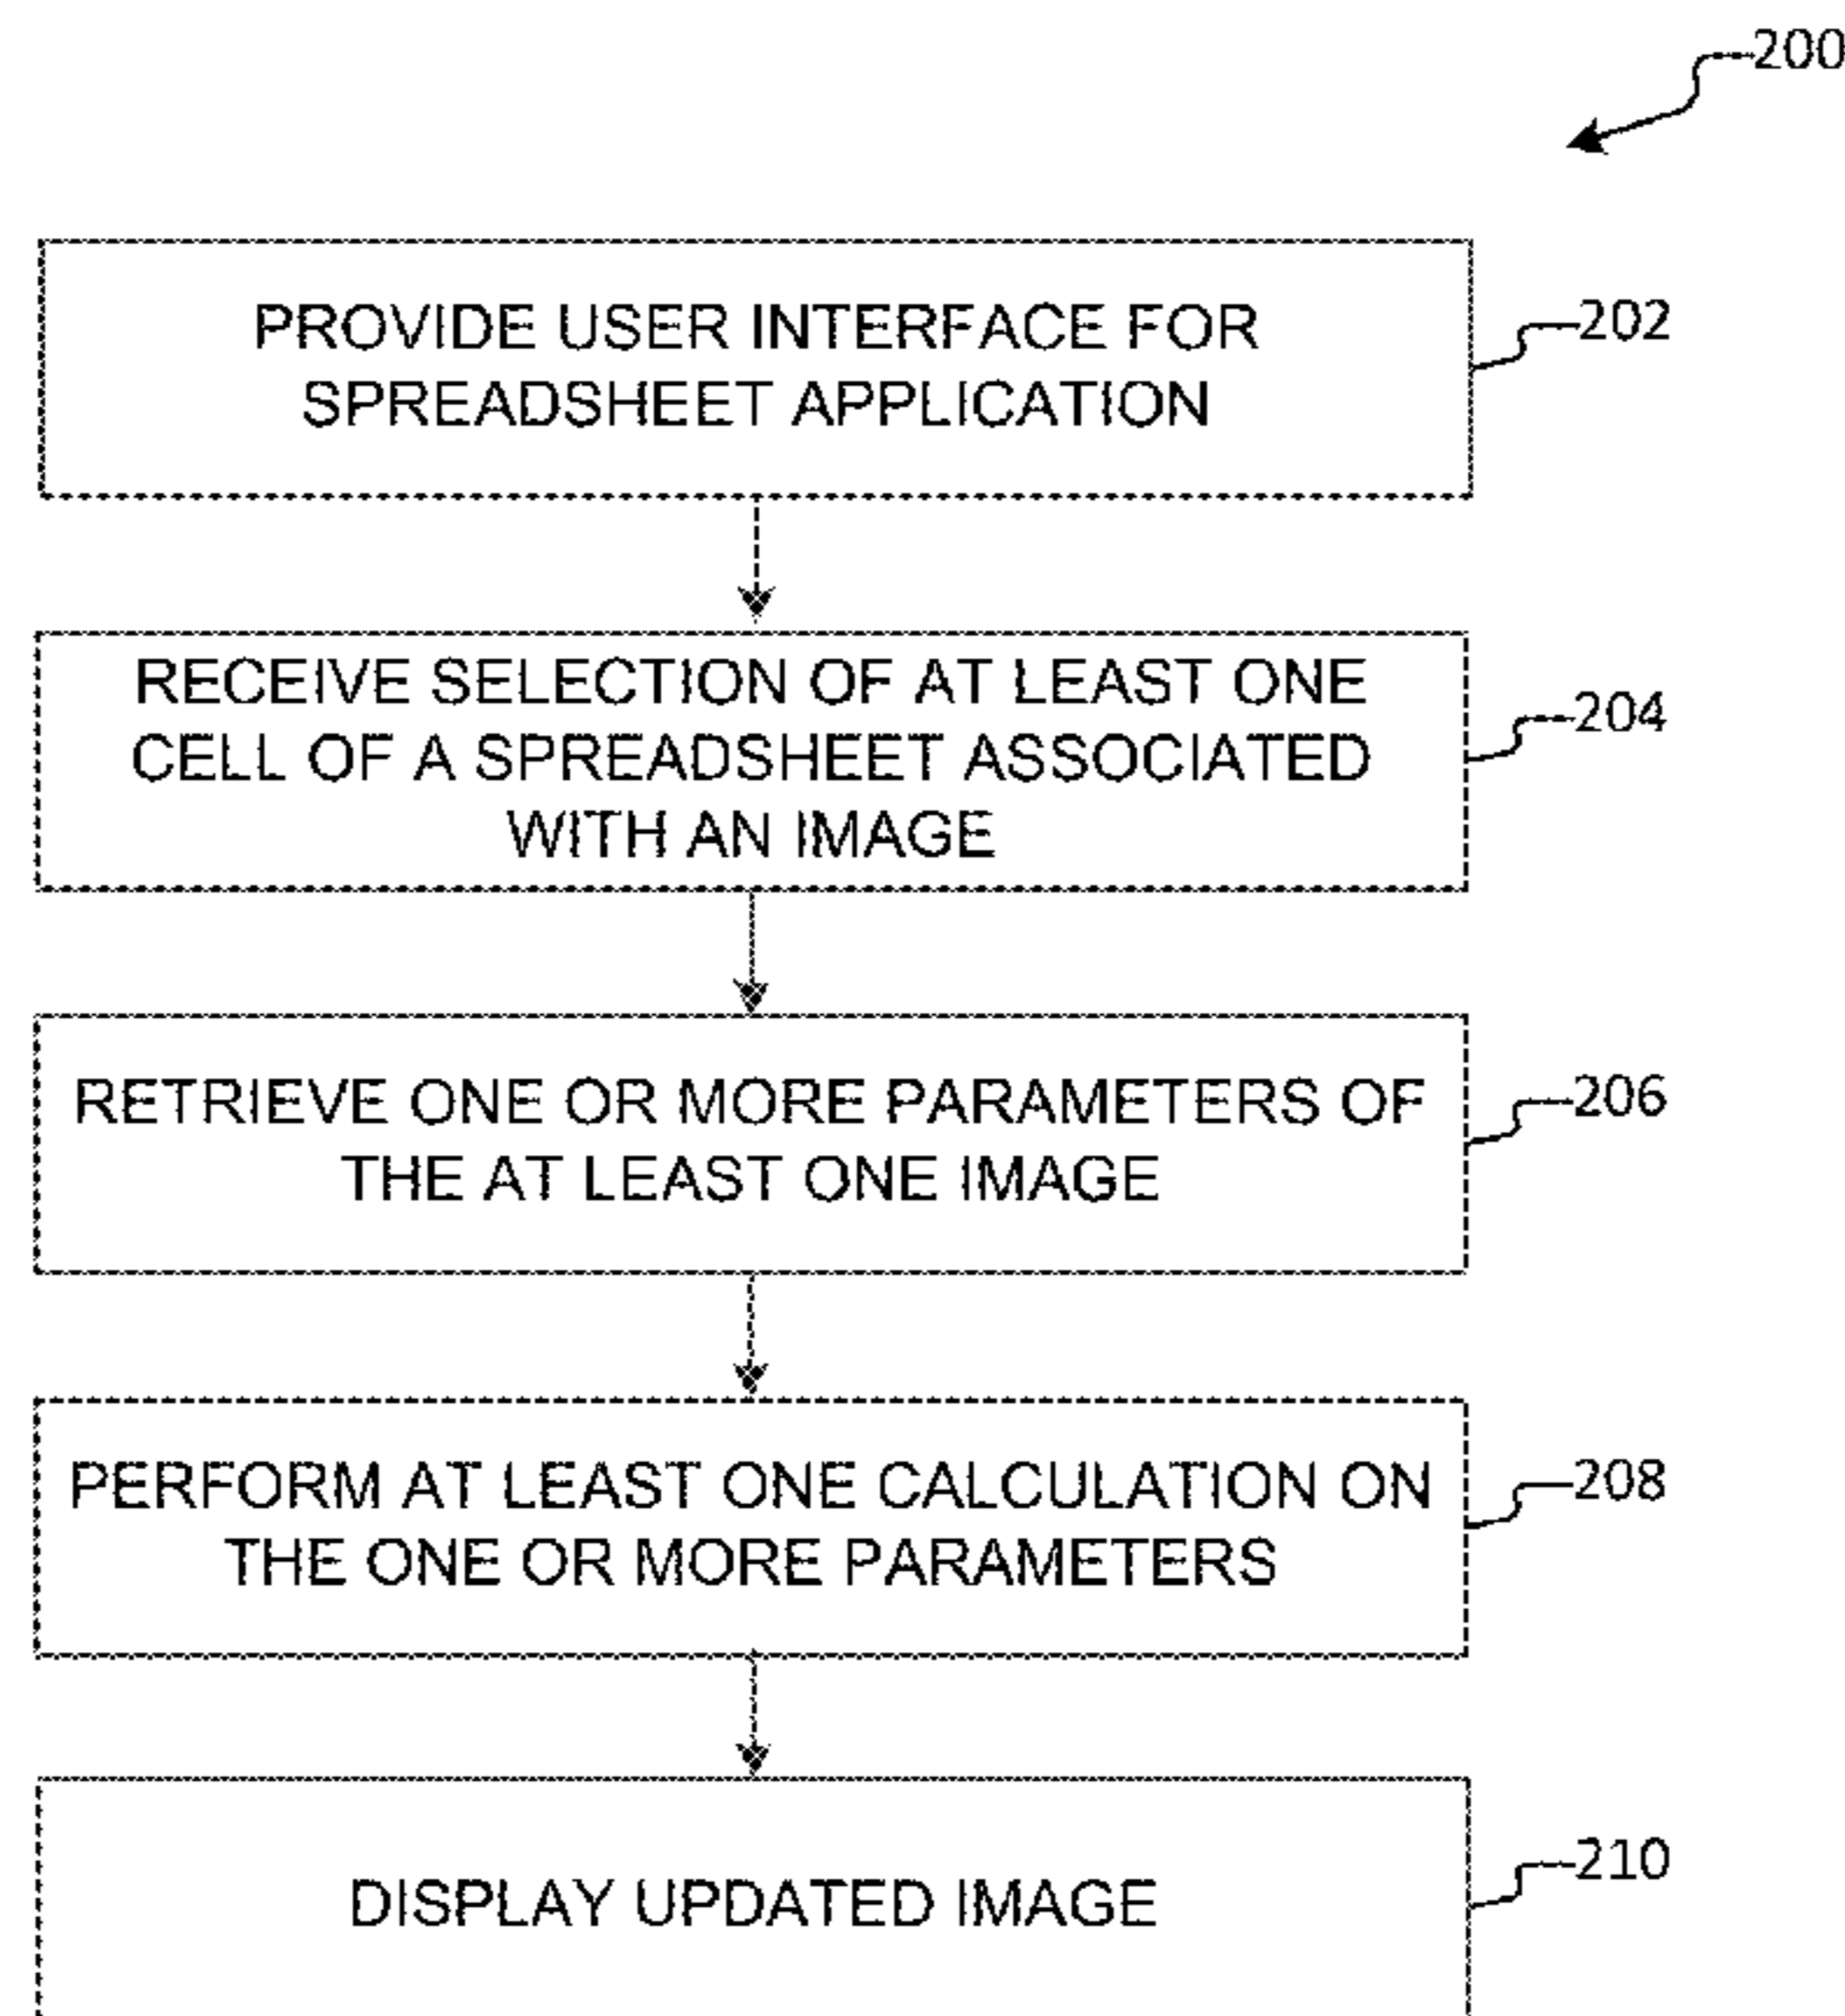 200
PROVIDE USER INTERFACE FOR
SPREADSHEET APPLICATION
202
RECEIVE SELECTION OF AT LEAST ONE
CELL OF A SPREADSHEET ASSOCIATED
WITH AN IMAGE
204
RETRIEVE ONE OR MORE PARAMETERS OF
THE AT LEAST ONE IMAGE
206
PERFORM AT LEAST ONE CALCULATION ON
THE ONE OR MORE PARAMETERS
208
DISPLAY UPDATED IMAGE
210